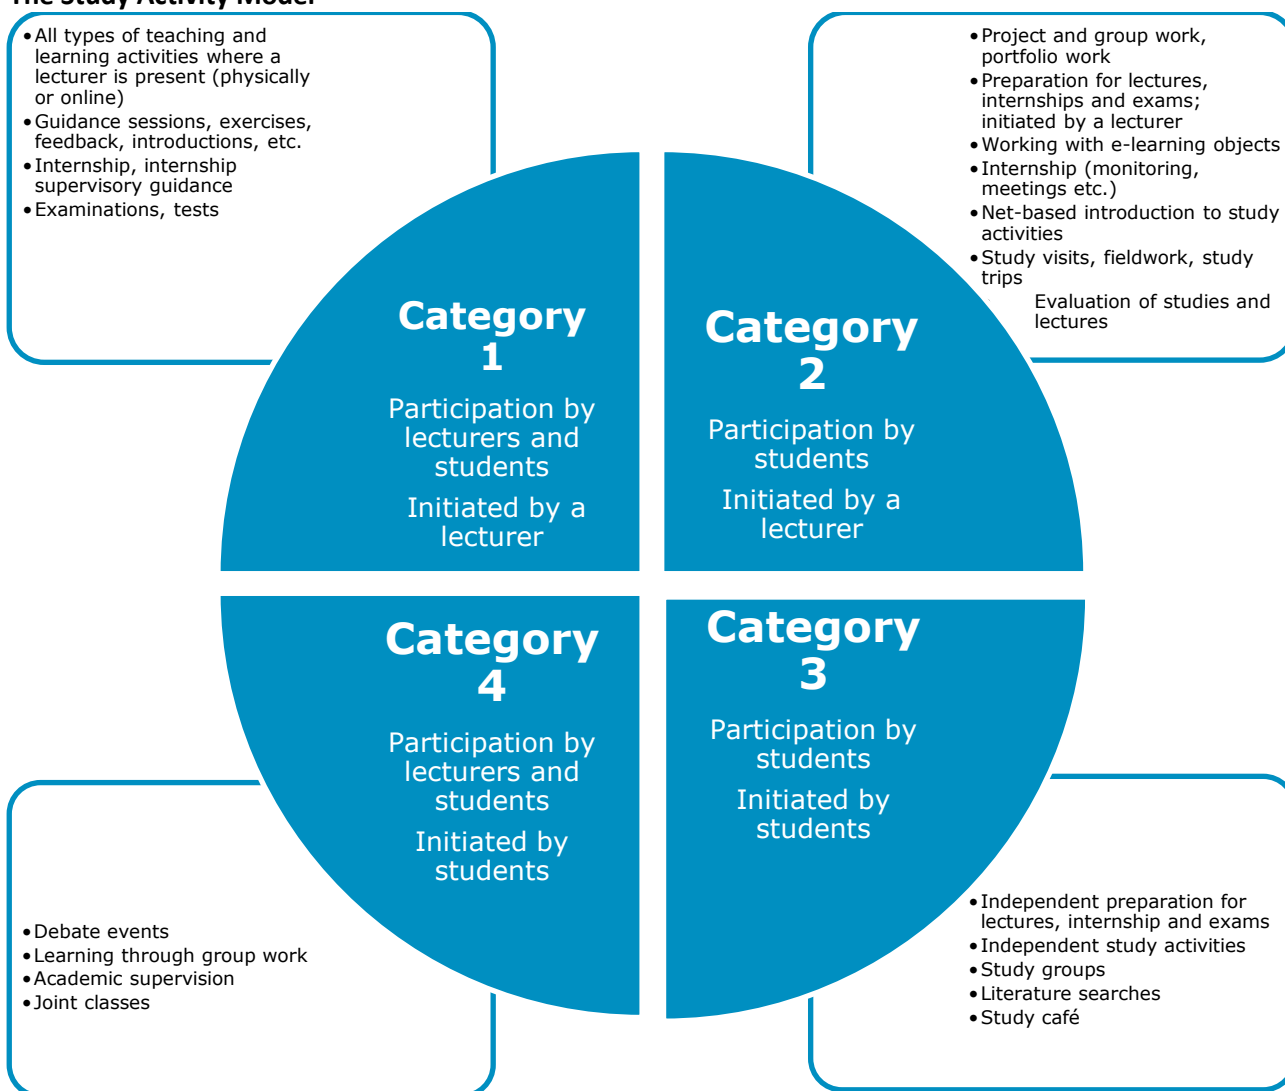 The Study Activity Model
•All types of teaching and
learning activities where a
lecturer is present (physically
or online)
•Guidance sessions, exercises,
feedback, introductions, etc.
•Internship, internship
supervisory guidance
•Examinations, tests
•Project and group work,
portfolio work
•Preparation for lectures,
internships and exams;
initiated by a lecturer
•Working with e-learning objects
•Internship (monitoring,
meetings etc.)
•Net-based introduction to study
activities
•Study visits, fieldwork, study
trips
Evaluation of studies and
lectures
Category
1
Participation by
lecturers and
students
Initiated by a
lecturer
Category
2
Participation by
students
Initiated by a
lecturer
Category
4
Participation by
lecturers and
students
Initiated by
students
Category
3
Participation by
students
Initiated by
students
•Debate events
•Learning through group work
•Academic supervision
•Joint classes
•Independent preparation for
lectures, internship and exams
•Independent study activities
•Study groups
•Literature searches
•Study café